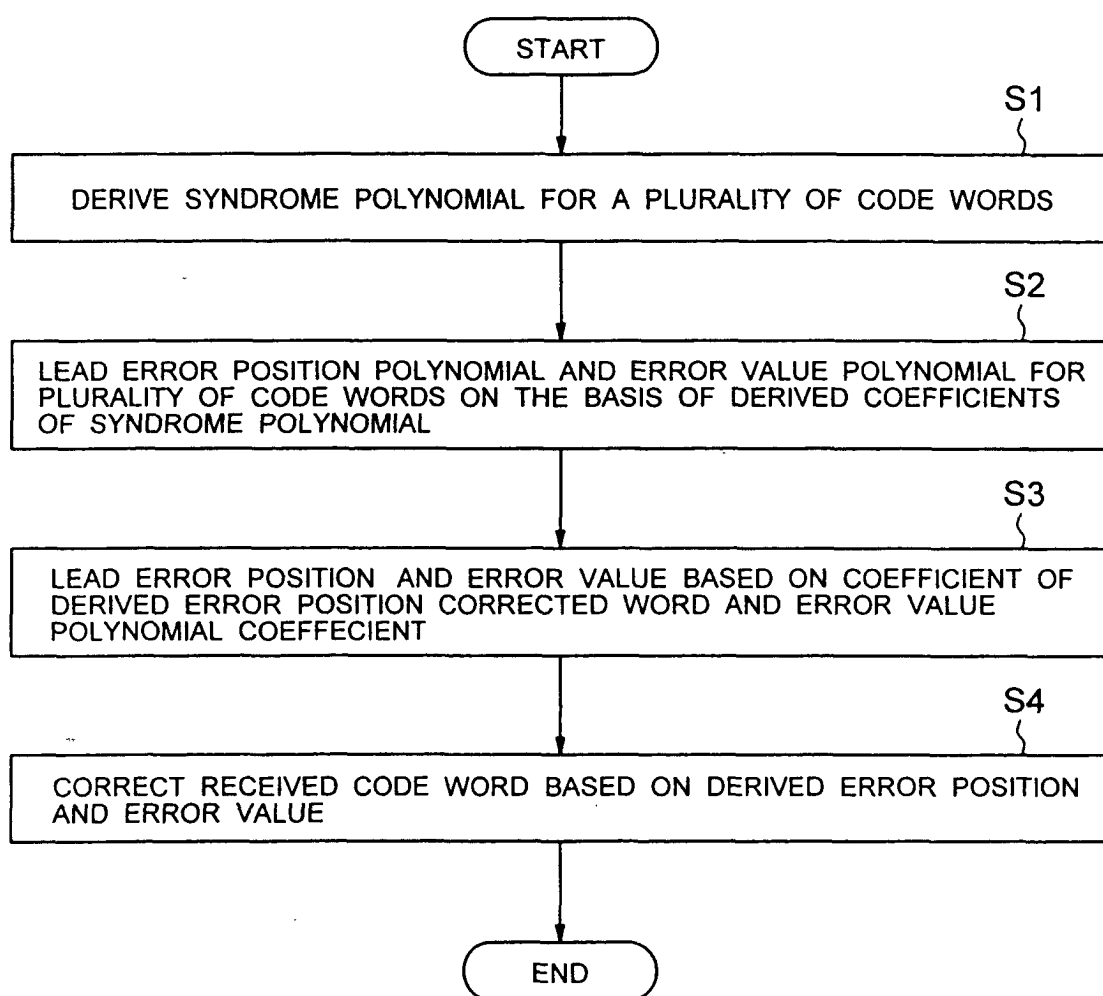 START
S1
DERIVE SYNDROME POLYNOMIAL FOR A PLURALITY OF CODE WORDS
S2
LEAD ERROR POSITION POLYNOMIAL AND ERROR VALUE POLYNOMIAL FOR
PLURALITY OF CODE WORDS ON THE BASIS OF DERIVED COEFFICIENTS
OF SYNDROME POLYNOMIAL
S3
LEAD ERROR POSITION AND ERROR VALUE BASED ON COEFFICIENT OF
DERIVED ERROR POSITION CORRECTED WORD AND ERROR VALUE
POLYNOMIAL COEFFECIENT
S4
CORRECT RECEIVED CODE WORD BASED ON DERIVED ERROR POSITION
AND ERROR VALUE
END